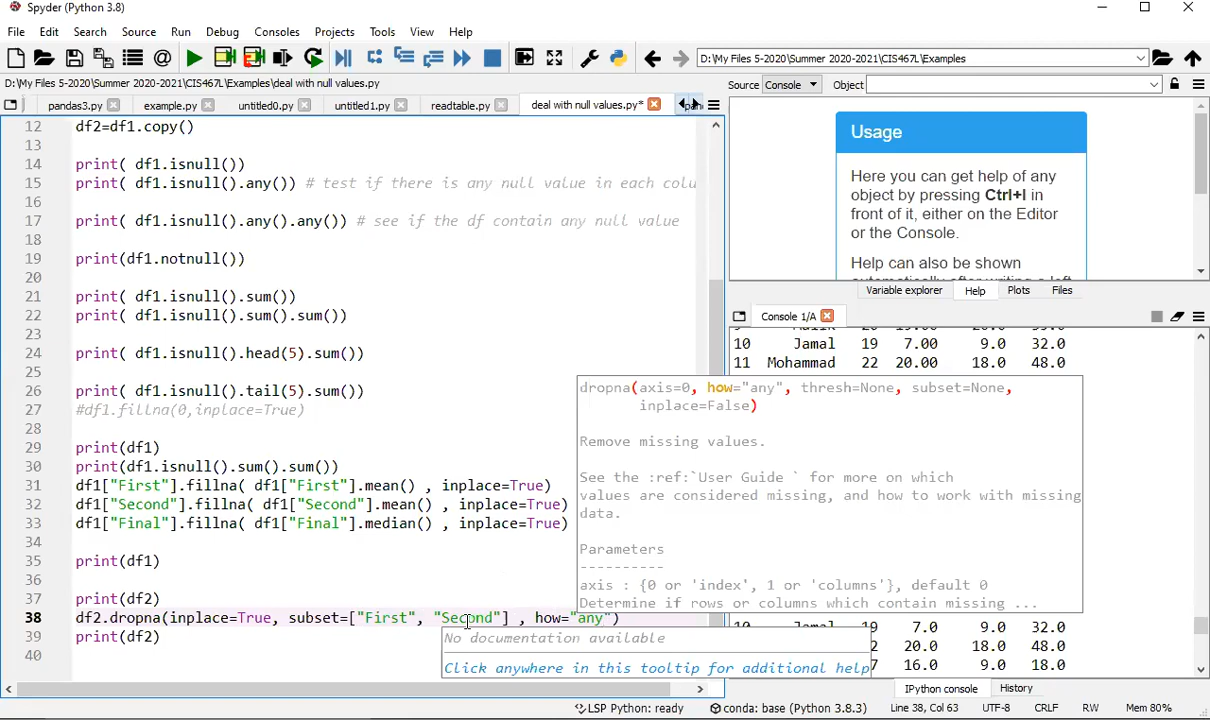 Spyder (Python 3.8)
File Edit Search Source Run Debug Consoles Projects Tools View Help
D:\My Files 5-2020\Summer 2020-2021\CIS467L\Examples
D:\My Files 5-2020\Summer 2020-2021\CIS467L\Examples\deal with null values.py
pandas3.py example.py untitled0.py untitled1.py readtable.py deal with null values.py*
Source Console Object
Usage
Here you can get help of any
object by pressing Ctrl+I in
front of it, either on the Editor
or the Console.
Help can also be shown
Variable explorer Help Plots Files
Console 1/A
10 Jamal 19 7.00 9.0 32.0
11 Mohammad 22 20.00 18.0 48.0
12 df2=df1.copy()
13
14 print( df1.isnull())
15 print( df1.isnull().any()) # test if there is any null value in each colu
16
17 print( df1.isnull().any().any()) # see if the df contain any null value
18
19 print(df1.notnull())
20
21 print( df1.isnull().sum())
22 print( df1.isnull().sum().sum())
23
24 print( df1.isnull().head(5).sum())
25
26 print( df1.isnull().tail(5).sum())
27 #df1.fillna(0,inplace=True)
28
29 print(df1)
30 print(df1.isnull().sum().sum())
31 df1["First"].fillna( df1["First"].mean() , inplace=True)
32 df1["Second"].fillna( df1["Second"].mean() , inplace=True)
33 df1["Final"].fillna( df1["Final"].median() , inplace=True)
34
35 print(df1)
36
37 print(df2)
38 df2.dropna(inplace=True, subset=["First", "Second"] , how="any")
39 print(df2)
40
dropna(axis=0, how="any", thresh=None, subset=None,
inplace=False)
Remove missing values.
See the :ref:`User Guide ` for more on which
values are considered missing, and how to work with missing
data.
Parameters
----------
axis : {0 or 'index', 1 or 'columns'}, default 0
Determine if rows or columns which contain missing ...
No documentation available
Click anywhere in this tooltip for additional help
9 7.0 9.0 32.0
2 20.0 18.0 48.0
7 16.0 9.0 18.0
IPython console History
LSP Python: ready conda: base (Python 3.8.3) Line 38, Col 63 UTF-8 CRLF RW Mem 80%